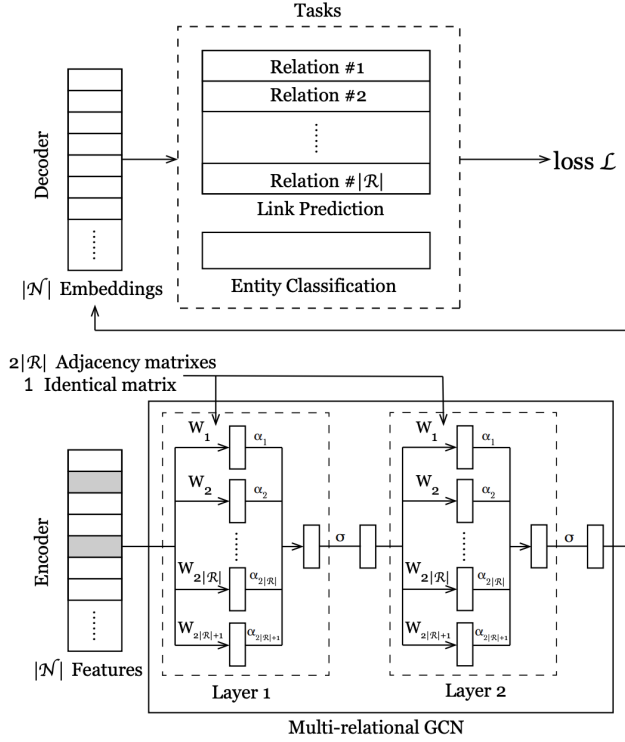 Tasks
Relation #1
Relation #2
Relation #|ℛ|
Link Prediction
Entity Classification
Decoder
|𝒩| Embeddings
loss ℒ
2|ℛ| Adjacency matrixes
1 Identical matrix
Encoder
|𝒩| Features
W₁ α₁
W₂ α₂
W₂|ℛ| α₂|ℛ|
W₂|ℛ|₊₁ α₂|ℛ|₊₁
σ
Layer 1
W₁ α₁
W₂ α₂
W₂|ℛ| α₂|ℛ|
W₂|ℛ|₊₁ α₂|ℛ|₊₁
σ
Layer 2
Multi-relational GCN